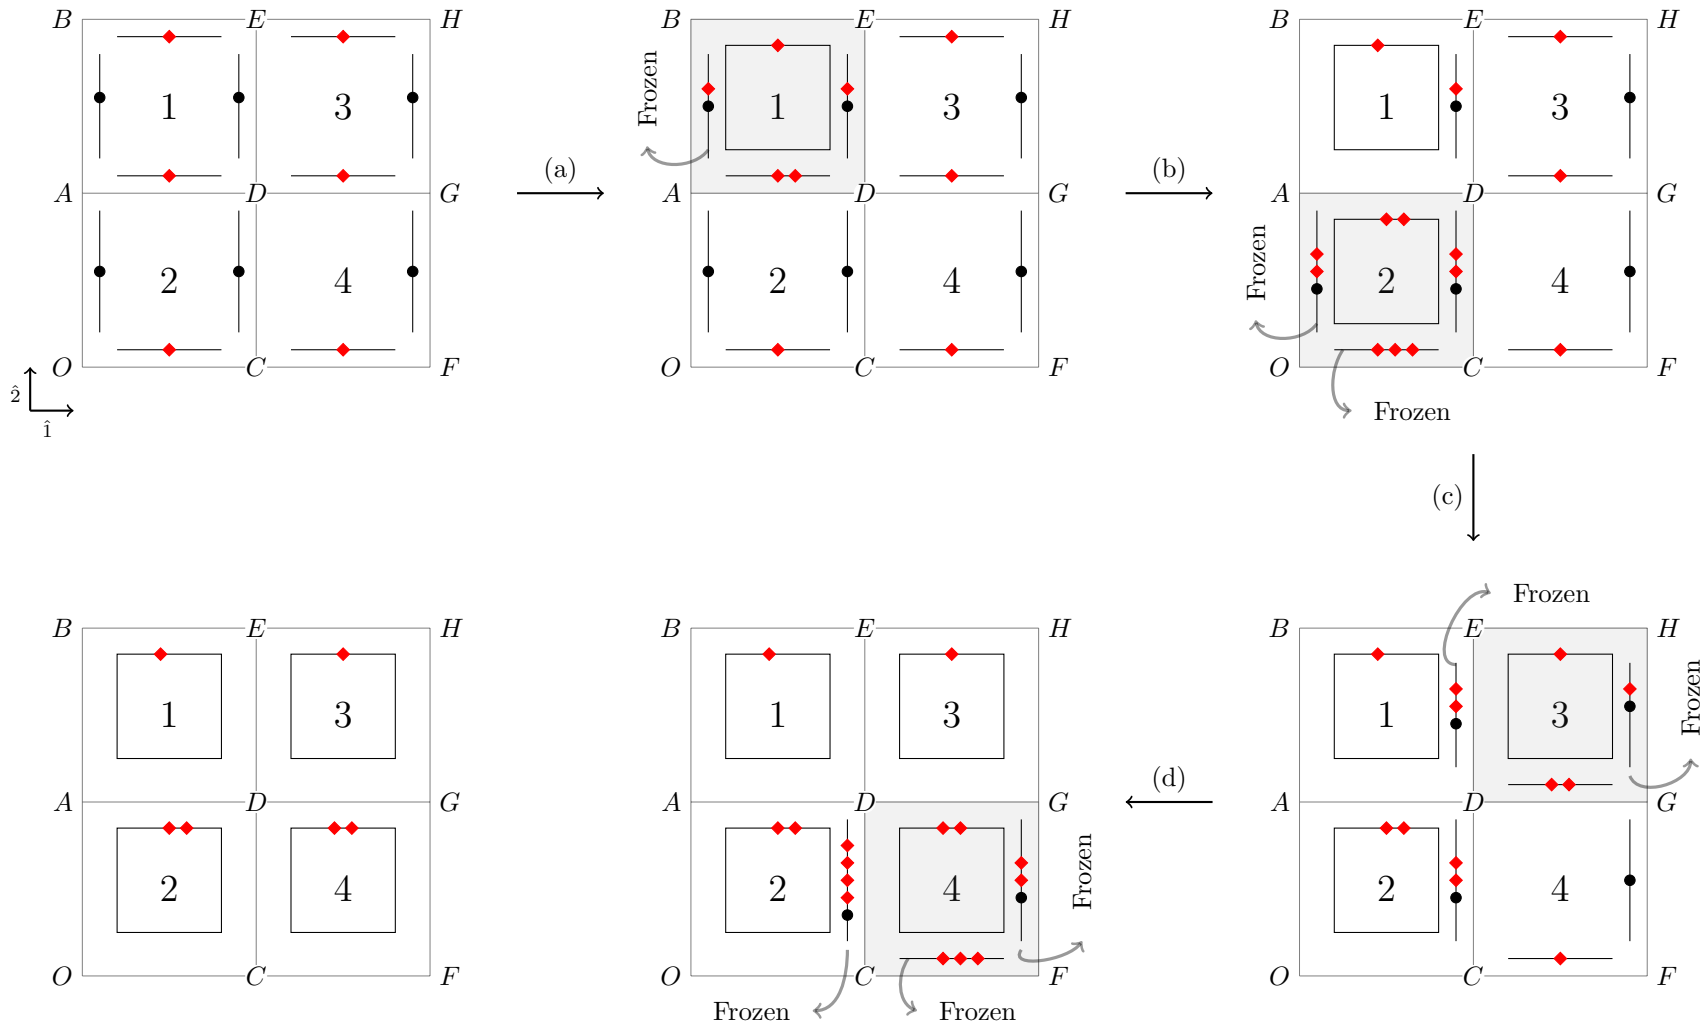 B E H B E H B E H
Frozen
1 3 1 3 1 3
(a) (b)
A D G A D G A D G
Frozen
2 4 2 4 2 4
O C F O C F O C F
2̂
1̂
Frozen
(c)
Frozen
B E H B E H B E H
Frozen
1 3 1 3 1 3
(d)
A D G A D G A D G
Frozen
2 4 2 4 2 4
O C F O C F O C F
Frozen Frozen